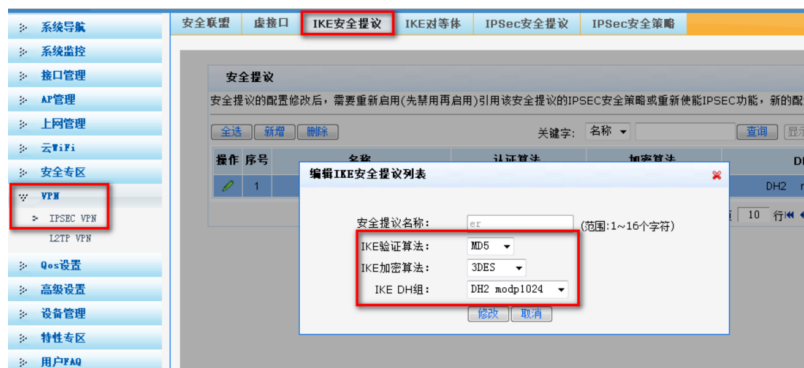 安全联盟 虚接口 IKE安全提议 IKE对等体 IPSec安全提议 IPSec安全策略
系统导航
系统监控
接口管理
AP管理
上网管理
云WiFi
安全专区
VPN
IPSEC VPN
L2TP VPN
Qos设置
高级设置
设备管理
特性专区
用户FAQ
安全提议
安全提议的配置修改后，需要重新启用(先禁用再启用)引用该安全提议的IPSEC安全策略或重新使能IPSEC功能，新的配
全选 新增 删除 关键字: 名称 查询 显示
操作 序号 名称 认证算法 加密算法 DH
1 DH2
10 行
编辑IKE安全提议列表
安全提议名称: er (范围:1~16个字符)
IKE验证算法: MD5
IKE加密算法: 3DES
IKE DH组: DH2 modp1024
修改 取消